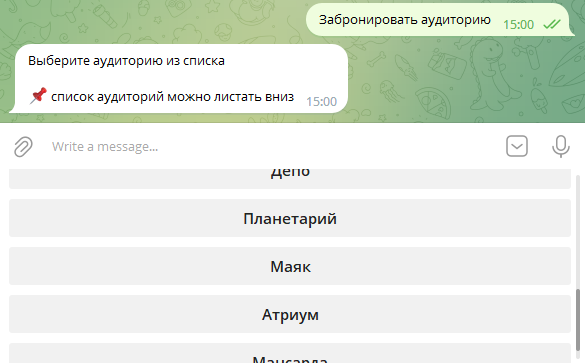 Забронировать аудиторию
15:00
Выберите аудиторию из списка
📌 список аудиторий можно листать вниз
15:00
Write a message...
Депо
Планетарий
Маяк
Атриум
Мансарда